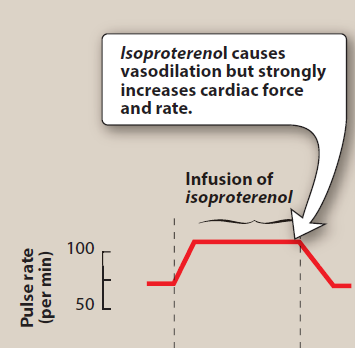 Isoproterenol causes
vasodilation but strongly
increases cardiac force
and rate.
Infusion of
isoproterenol
Pulse rate
(per min)
100
50